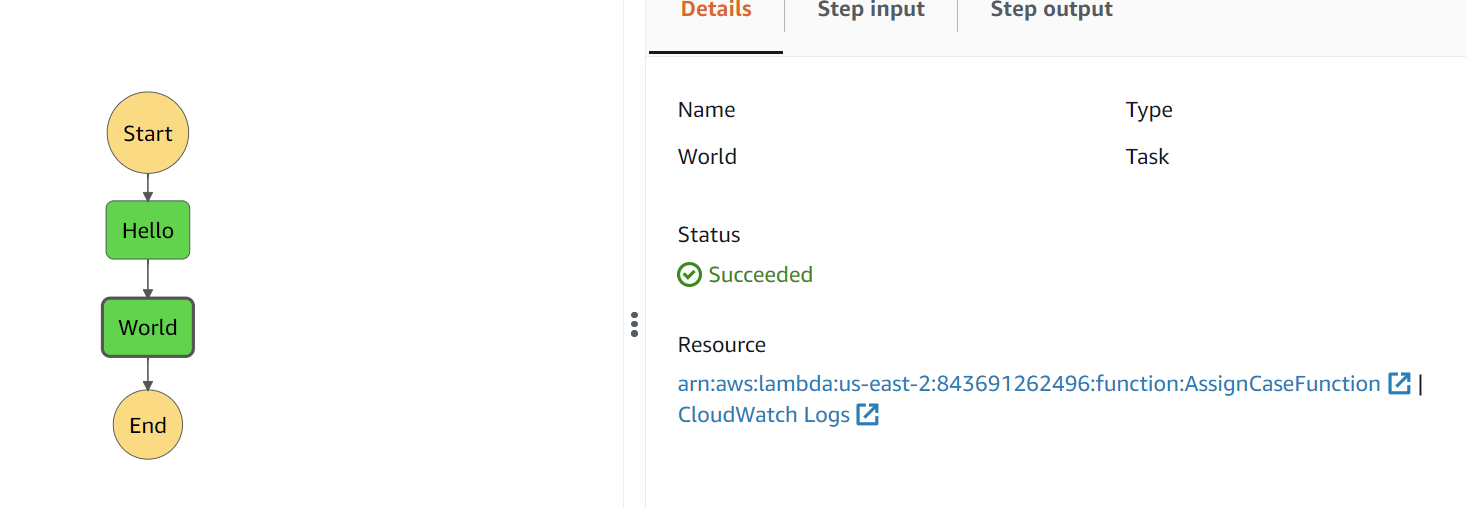 Start
Hello
World
End
Details Step input Step output
Name Type
World Task
Status
Succeeded
Resource
arn:aws:lambda:us-east-2:843691262496:function:AssignCaseFunction |
CloudWatch Logs